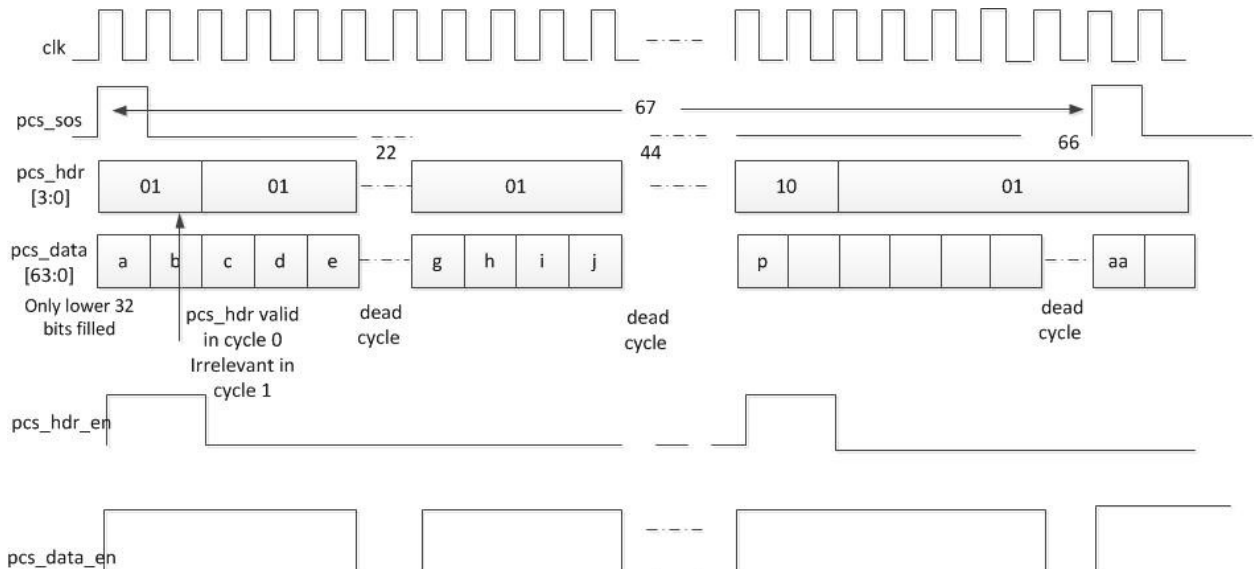 clk
pcs_sos
67
22
44
66
pcs_hdr
[3:0]
01
01
01
10
01
pcs_data
[63:0]
a
b
c
d
e
g
h
i
j
p
aa
Only lower 32
bits filled
pcs_hdr valid
in cycle 0
Irrelevant in
cycle 1
dead
cycle
dead
cycle
dead
cycle
pcs_hdr_en
pcs_data_en